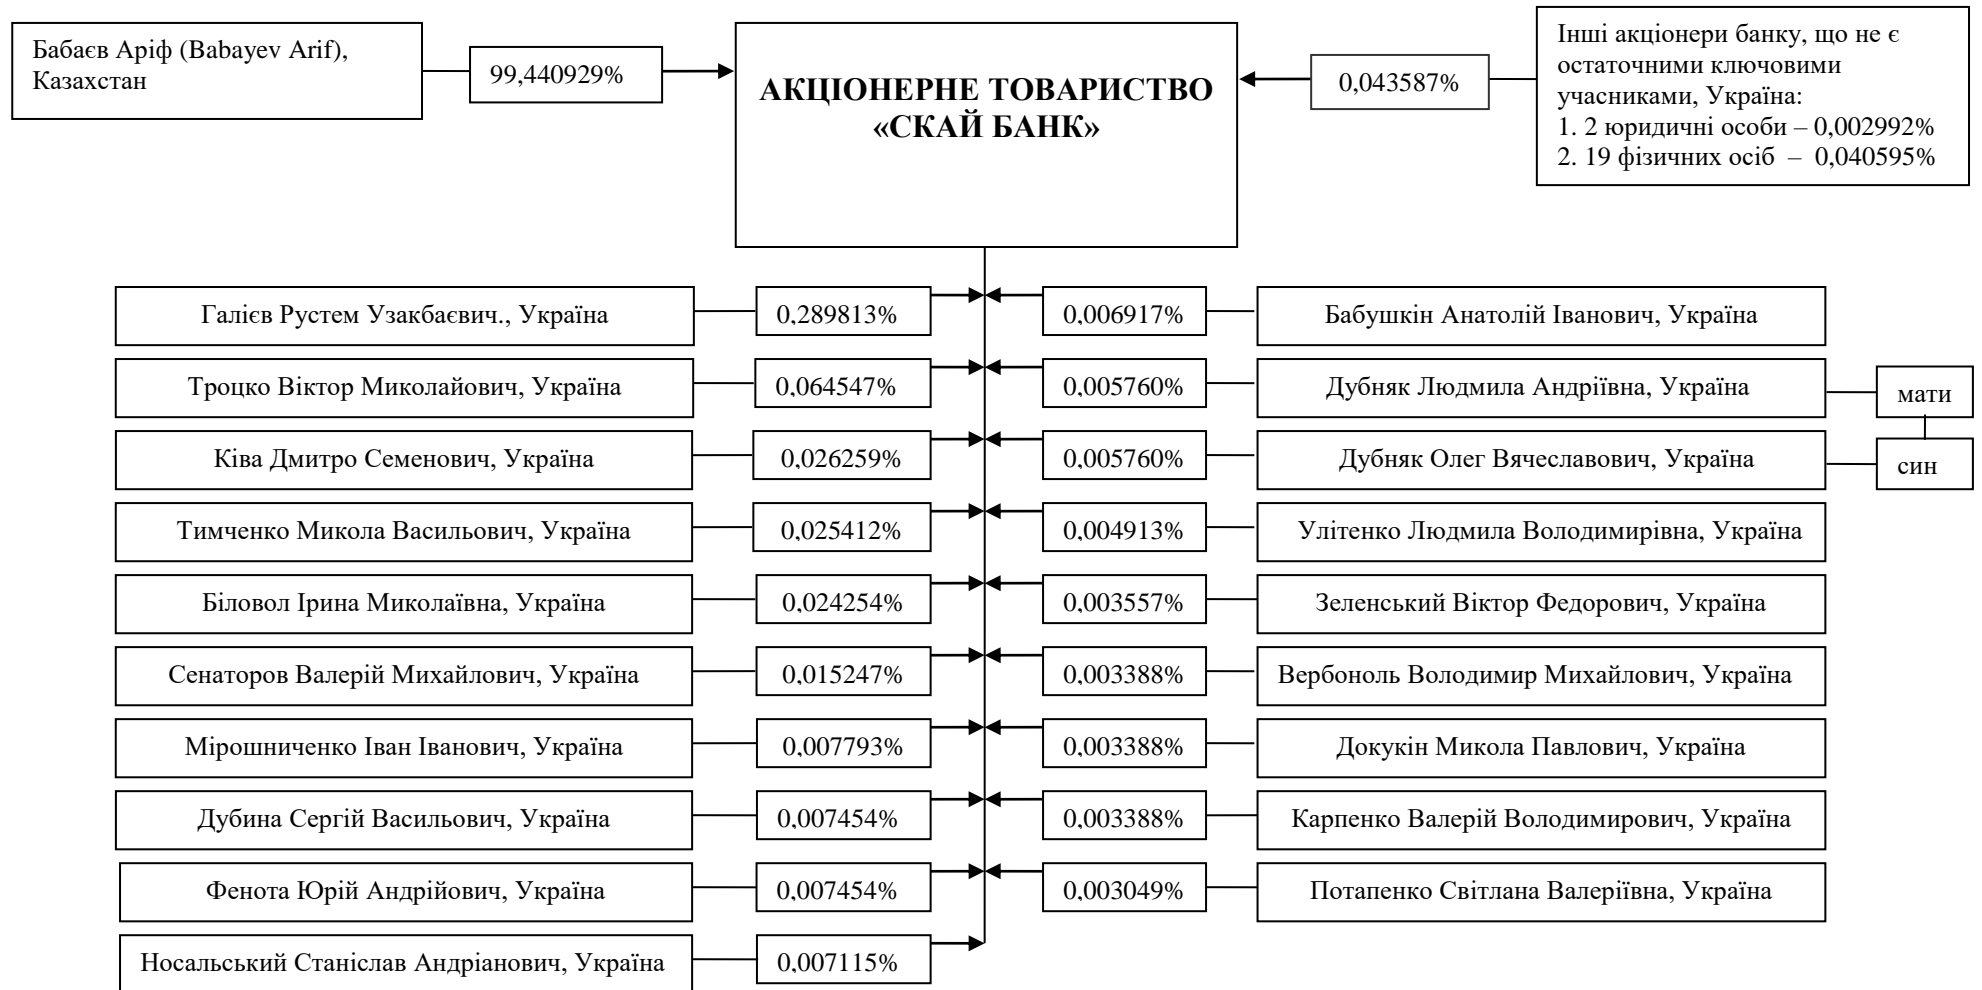 Бабаєв Аріф (Babayev Arif),
Казахстан
99,440929%
АКЦІОНЕРНЕ ТОВАРИСТВО
«СКАЙ БАНК»
0,043587%
Інші акціонери банку, що не є
остаточними ключовими
учасниками, Україна:
1. 2 юридичні особи – 0,002992%
2. 19 фізичних осіб – 0,040595%
Галієв Рустем Узакбаєвич., Україна
0,289813%
0,006917%
Бабушкін Анатолій Іванович, Україна
Троцко Віктор Миколайович, Україна
0,064547%
0,005760%
Дубняк Людмила Андріївна, Україна
мати
Ківа Дмитро Семенович, Україна
0,026259%
0,005760%
Дубняк Олег Вячеславович, Україна
син
Тимченко Микола Васильович, Україна
0,025412%
0,004913%
Улітенко Людмила Володимирівна, Україна
Біловол Ірина Миколаївна, Україна
0,024254%
0,003557%
Зеленський Віктор Федорович, Україна
Сенаторов Валерій Михайлович, Україна
0,015247%
0,003388%
Вербоноль Володимир Михайлович, Україна
Мірошниченко Іван Іванович, Україна
0,007793%
0,003388%
Докукін Микола Павлович, Україна
Дубина Сергій Васильович, Україна
0,007454%
0,003388%
Карпенко Валерій Володимирович, Україна
Фенота Юрій Андрійович, Україна
0,007454%
0,003049%
Потапенко Світлана Валеріївна, Україна
Носальський Станіслав Андріанович, Україна
0,007115%